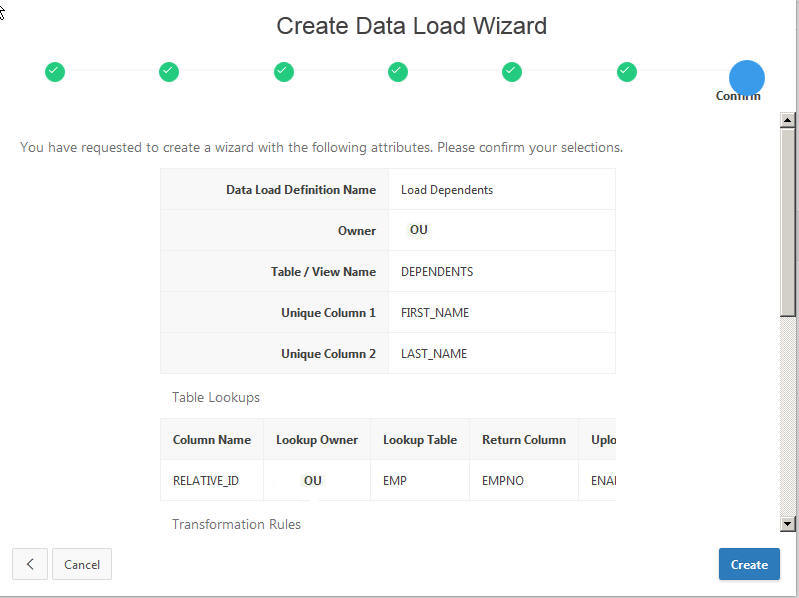 Create Data Load Wizard
Confirm
You have requested to create a wizard with the following attributes. Please confirm your selections.
Data Load Definition Name Load Dependents
Owner OU
Table / View Name DEPENDENTS
Unique Column 1 FIRST_NAME
Unique Column 2 LAST_NAME
Table Lookups
Column Name Lookup Owner Lookup Table Return Column Uplo
RELATIVE_ID OU EMP EMPNO ENA
Transformation Rules
Cancel Create